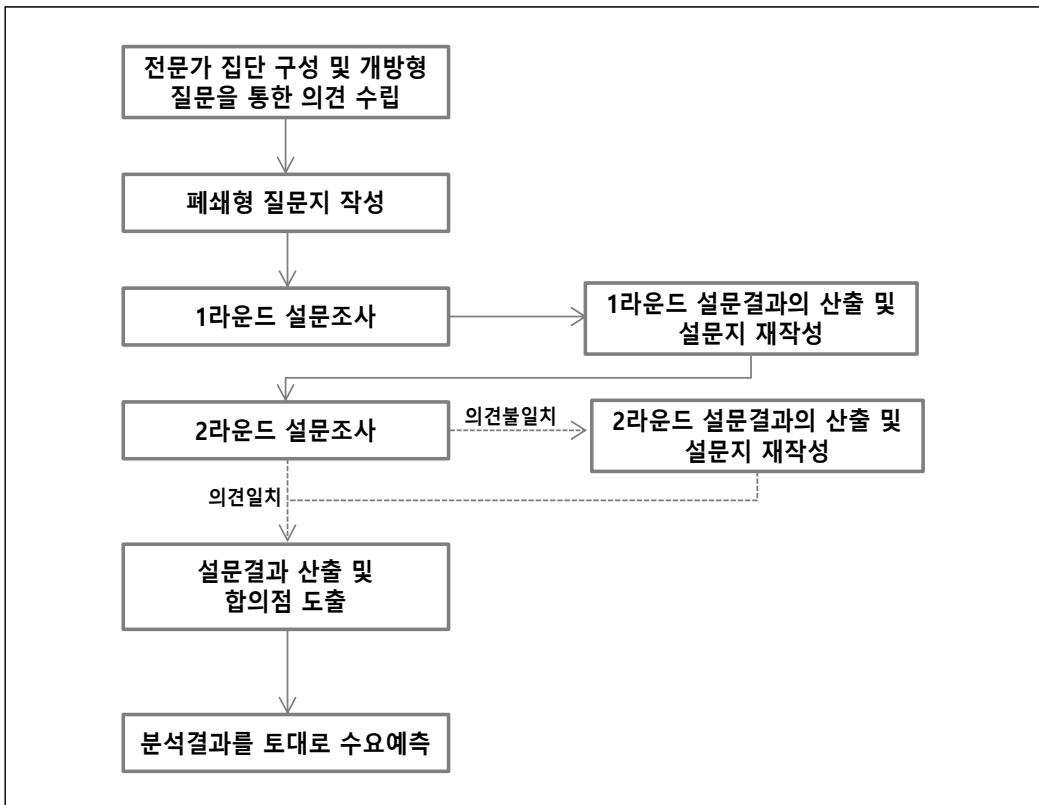 전문가 집단 구성 및 개방형
질문을 통한 의견 수립
폐쇄형 질문지 작성
1라운드 설문조사
1라운드 설문결과의 산출 및
설문지 재작성
2라운드 설문조사
의견불일치
2라운드 설문결과의 산출 및
설문지 재작성
의견일치
설문결과 산출 및
합의점 도출
분석결과를 토대로 수요예측